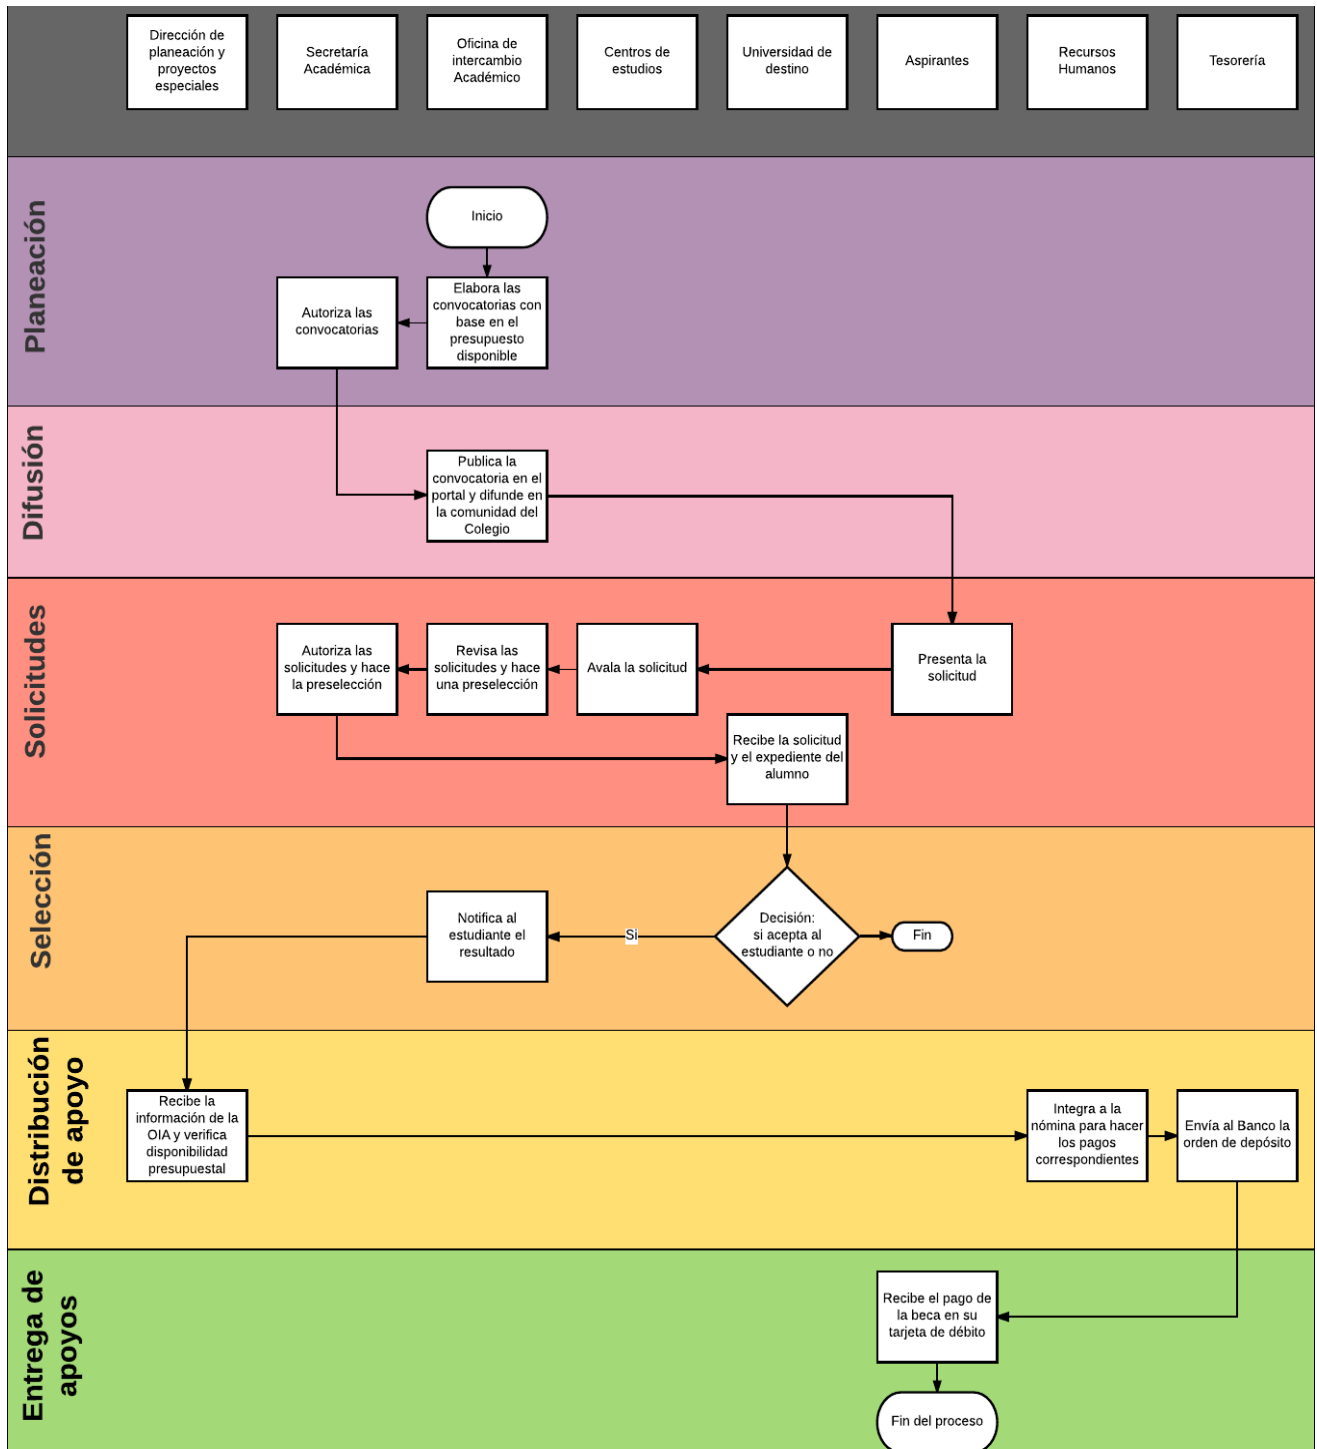 Dirección de
planeación y
proyectos
especiales
Secretaría
Académica
Oficina de
intercambio
Académico
Centros de
estudios
Universidad de
destino
Aspirantes
Recursos
Humanos
Tesorería
Planeación
Inicio
Autoriza las
convocatorias
Elabora las
convocatorias con
base en el
presupuesto
disponible
Difusión
Publica la
convocatoria en el
portal y difunde en
la comunidad del
Colegio
Solicitudes
Autoriza las
solicitudes y hace
la preselección
Revisa las
solicitudes y hace
una preselección
Avala la solicitud
Presenta la
solicitud
Recibe la solicitud
y el expediente del
alumno
Selección
Notifica al
estudiante el
resultado
Si
Decisión:
si acepta al
estudiante o no
Fin
Distribución
de apoyo
Recibe la
información de la
OIA y verifica
disponibilidad
presupuestal
Integra a la
nómina para hacer
los pagos
correspondientes
Envía al Banco la
orden de depósito
Entrega de
apoyos
Recibe el pago de
la beca en su
tarjeta de débito
Fin del proceso